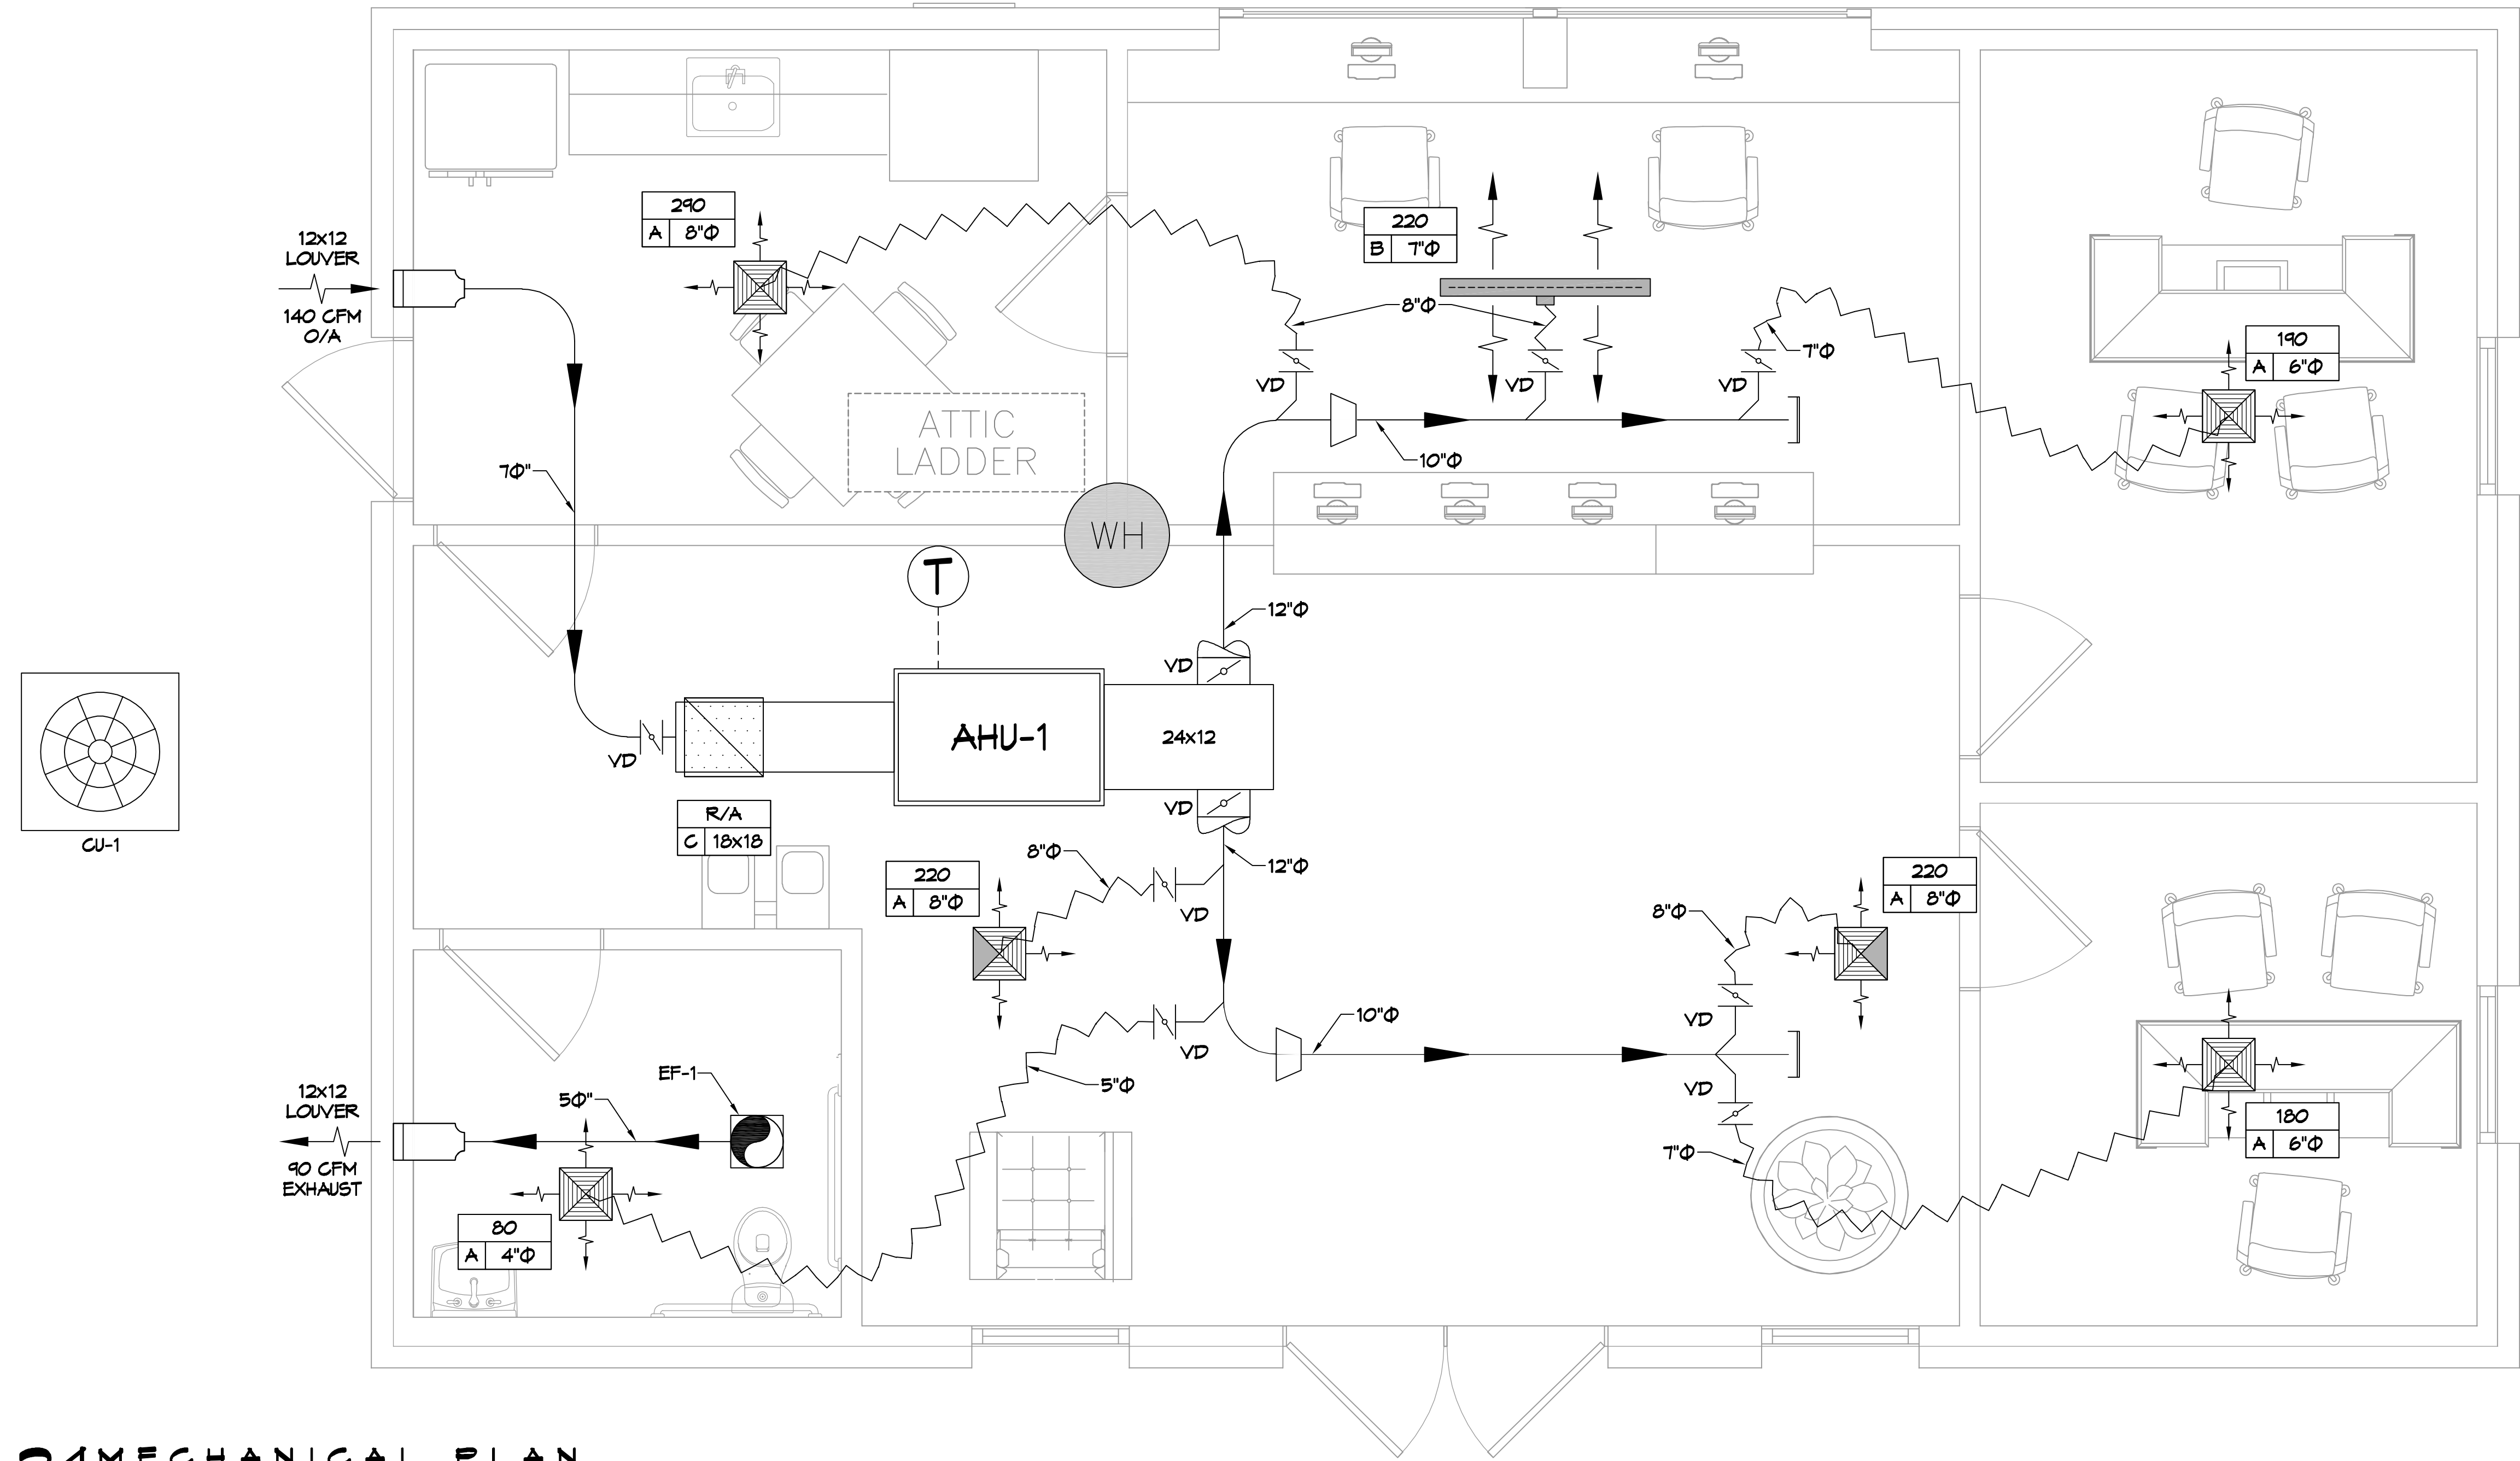 290
A 8"Φ
220
B 7"Φ
12x12
LOUVER
140 CFM
O/A
8"Φ
7"Φ
190
A 6"Φ
VD
VD
VD
ATTIC
LADDER
10"Φ
7Φ"
WH
T
12"Φ
VD
AHU-1
24x12
VD
VD
CU-1
R/A
C 18x18
8"Φ
12"Φ
220
A 8"Φ
220
A 8"Φ
VD
8"Φ
10"Φ
VD
VD
EF-1
5"Φ
VD
12x12
LOUVER
5Φ"
90 CFM
EXHAUST
180
A 6"Φ
7"Φ
80
A 4"Φ
MECHANICAL PLAN